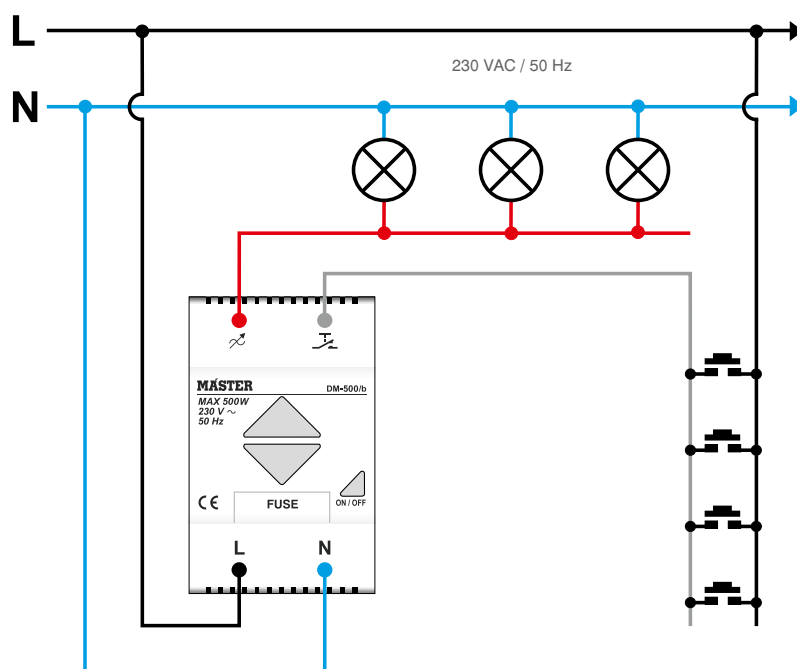 L
230 VAC / 50 Hz
N
MÁSTER
DM-500/b
MAX 500W
230 V ~
50 Hz
FUSE
ON / OFF
CE
L
N